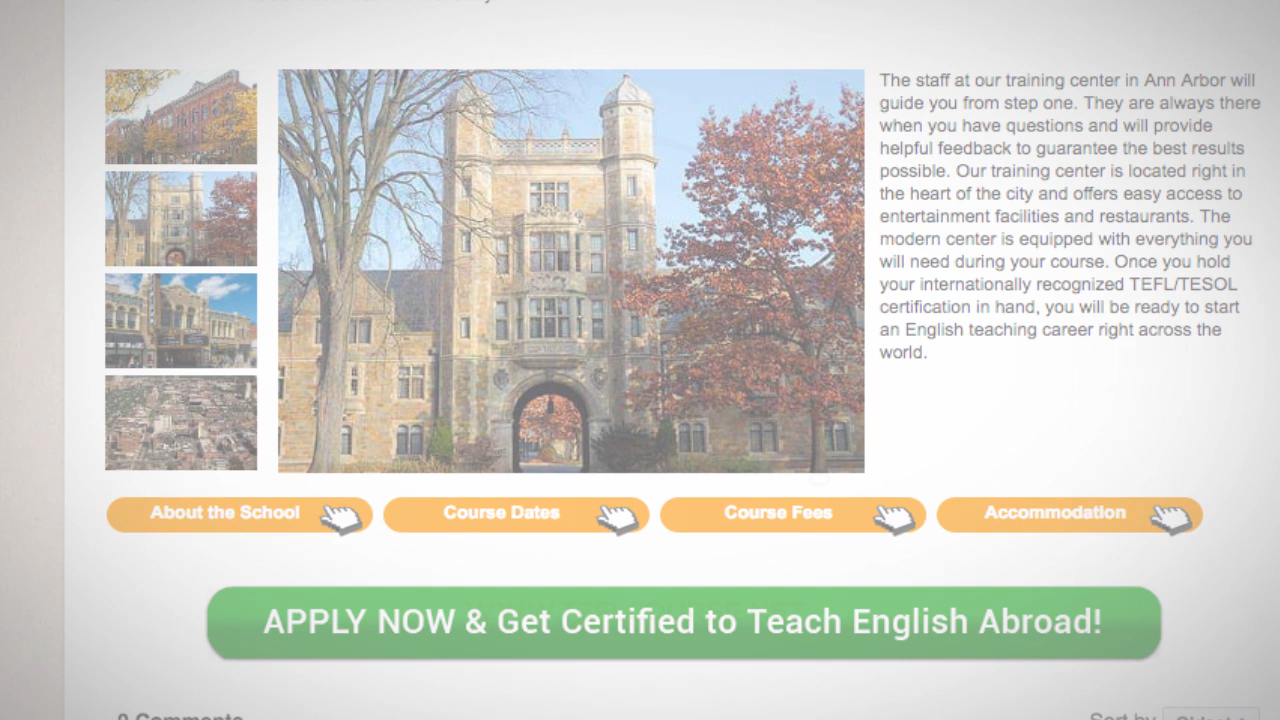 The staff at our training center in Ann Arbor will
guide you from step one. They are always there
when you have questions and will provide
helpful feedback to guarantee the best results
possible. Our training center is located right in
the heart of the city and offers easy access to
entertainment facilities and restaurants. The
modern center is equipped with everything you
will need during your course. Once you hold
your internationally recognized TEFL/TESOL
certification in hand, you will be ready to start
an English teaching career right across the
world.
About the School
Course Dates
Course Fees
Accommodation
APPLY NOW & Get Certified to Teach English Abroad!
0 Comments
Sort by